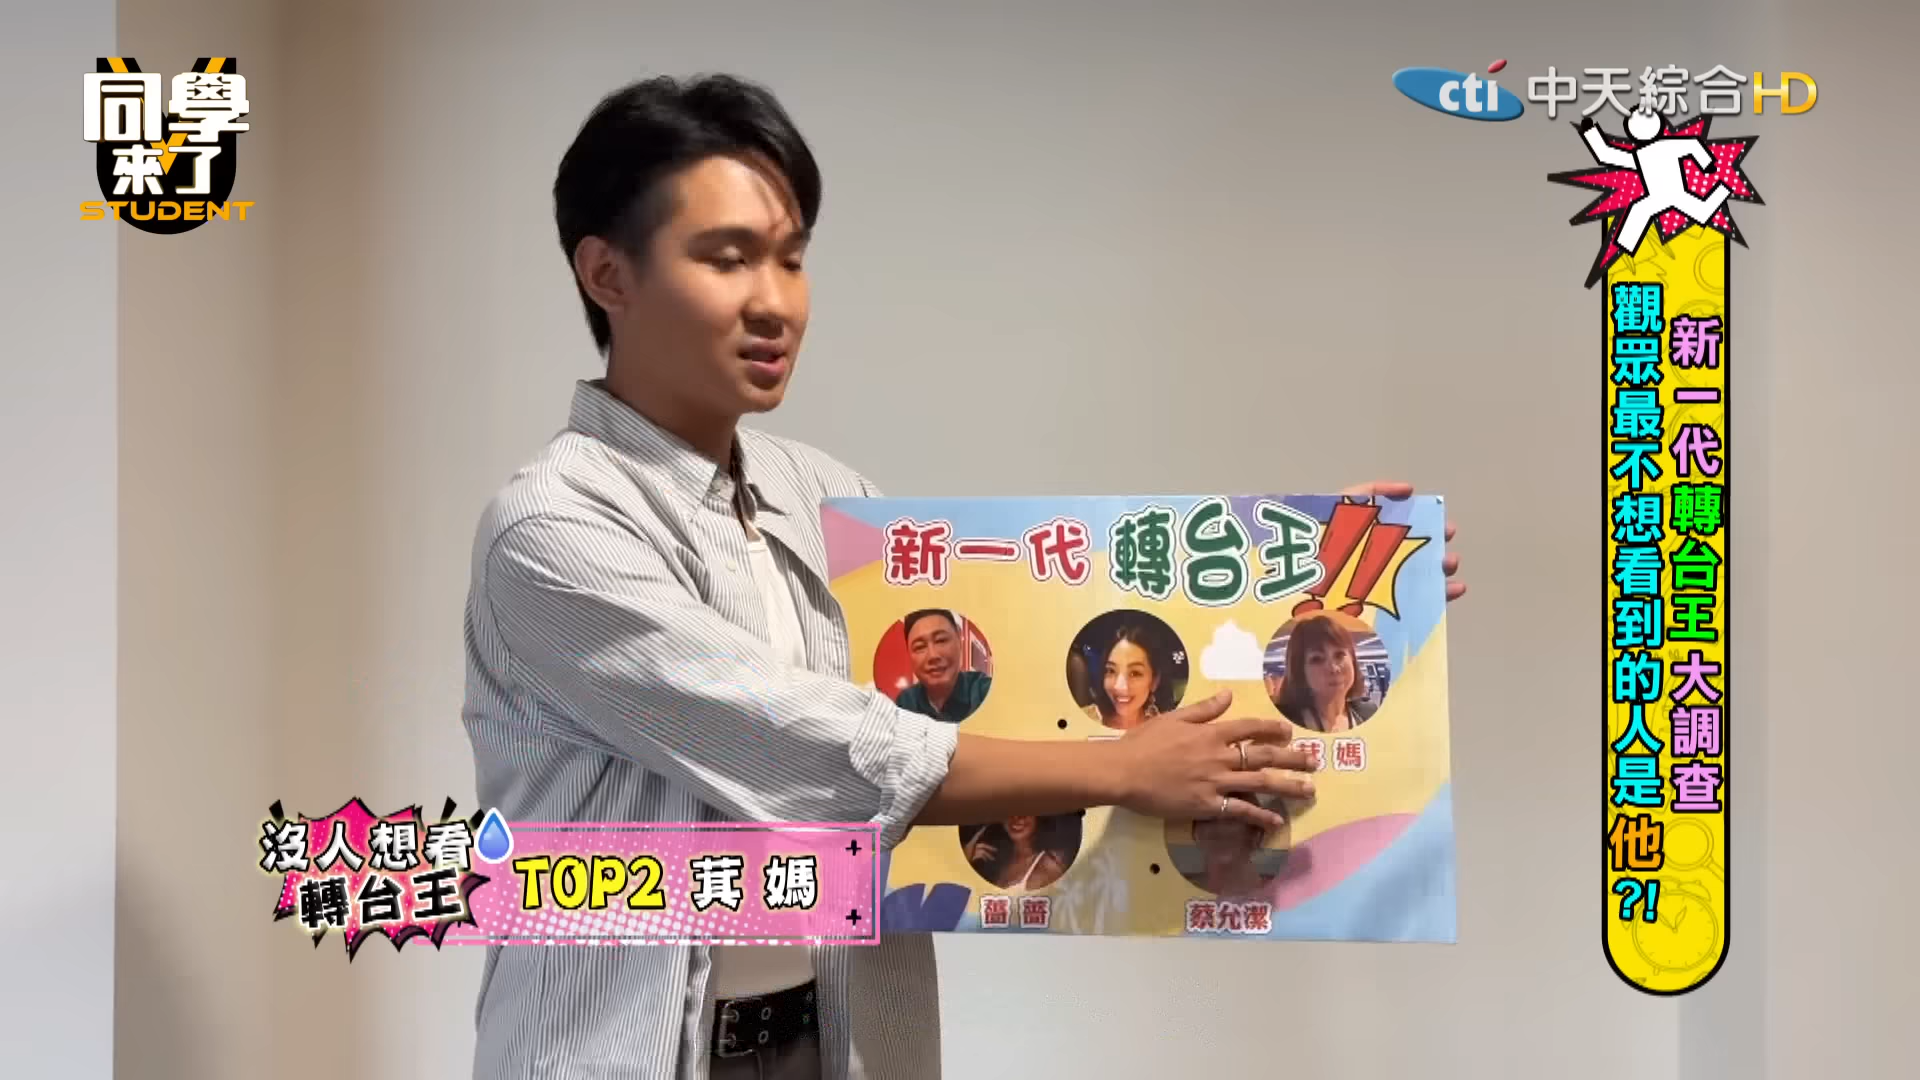 同學
來了
STUDENT
cti 中天綜合HD
新一代轉台王大調查
觀眾最不想看到的人是他?!
新一代 轉台王!!
萁媽
薔薔
蔡允潔
沒人想看
轉台王
TOP2 萁媽